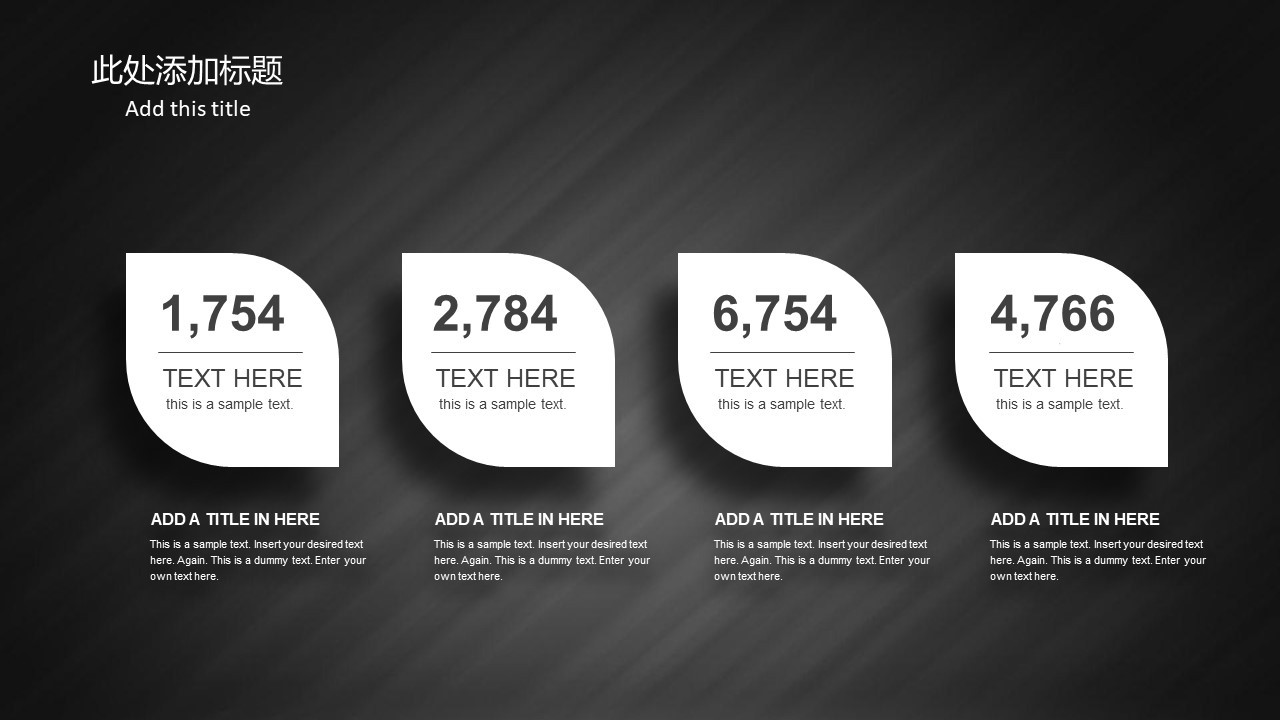 此处添加标题
Add this title
1,754
TEXT HERE
this is a sample text.
2,784
TEXT HERE
this is a sample text.
6,754
TEXT HERE
this is a sample text.
4,766
TEXT HERE
this is a sample text.
ADD A TITLE IN HERE
This is a sample text. Insert your desired text
here. Again. This is a dummy text. Enter your
own text here.
ADD A TITLE IN HERE
This is a sample text. Insert your desired text
here. Again. This is a dummy text. Enter your
own text here.
ADD A TITLE IN HERE
This is a sample text. Insert your desired text
here. Again. This is a dummy text. Enter your
own text here.
ADD A TITLE IN HERE
This is a sample text. Insert your desired text
here. Again. This is a dummy text. Enter your
own text here.